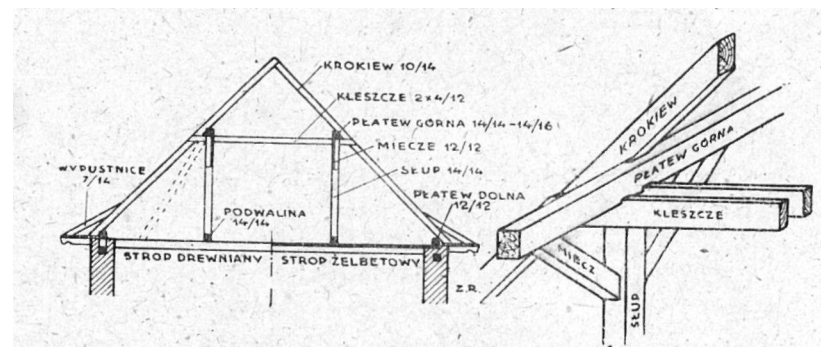 KROKIEW 10/14
KLESZCZE 2×4/12
PŁATEW GÓRNA 14/14-14/16
MIECZE 12/12
SŁUP 14/14
PŁATEW DOLNA
12/12
WYPUSTNICE
7/14
PODWALINA
14/14
STROP DREWNIANY
STROP ŻELBETOWY
Z.R.
KROKIEW
PŁATEW GÓRNA
KLESZCZE
MIECZ
SŁUP